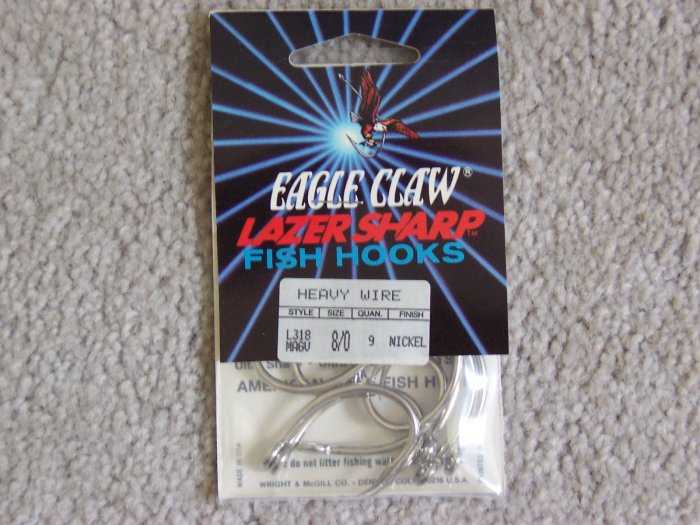 EAGLE CLAW®
LAZER SHARP™
FISH HOOKS
HEAVY WIRE
STYLE SIZE QUAN. FINISH
L318 MAGV 8/0 9 NICKEL
FISH
do not litter fishing
WRIGHT & McGILL CO. • U.S.A.
MADE IN USA